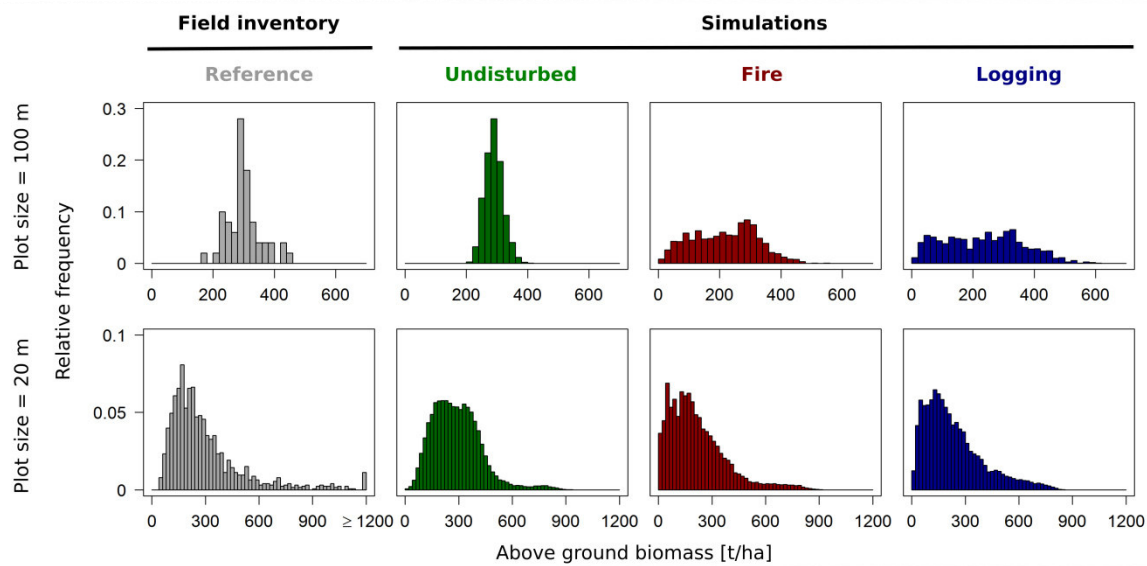 Field inventory Simulations
Reference Undisturbed Fire Logging
Plot size = 100 m
Relative frequency
0.3
0.2
0.1
0
0 200 400 600 0 200 400 600 0 200 400 600 0 200 400 600
Plot size = 20 m
0.1
0.05
0
0 300 600 900 ≥ 1200 0 300 600 900 1200 0 300 600 900 1200 0 300 600 900 1200
Above ground biomass [t/ha]